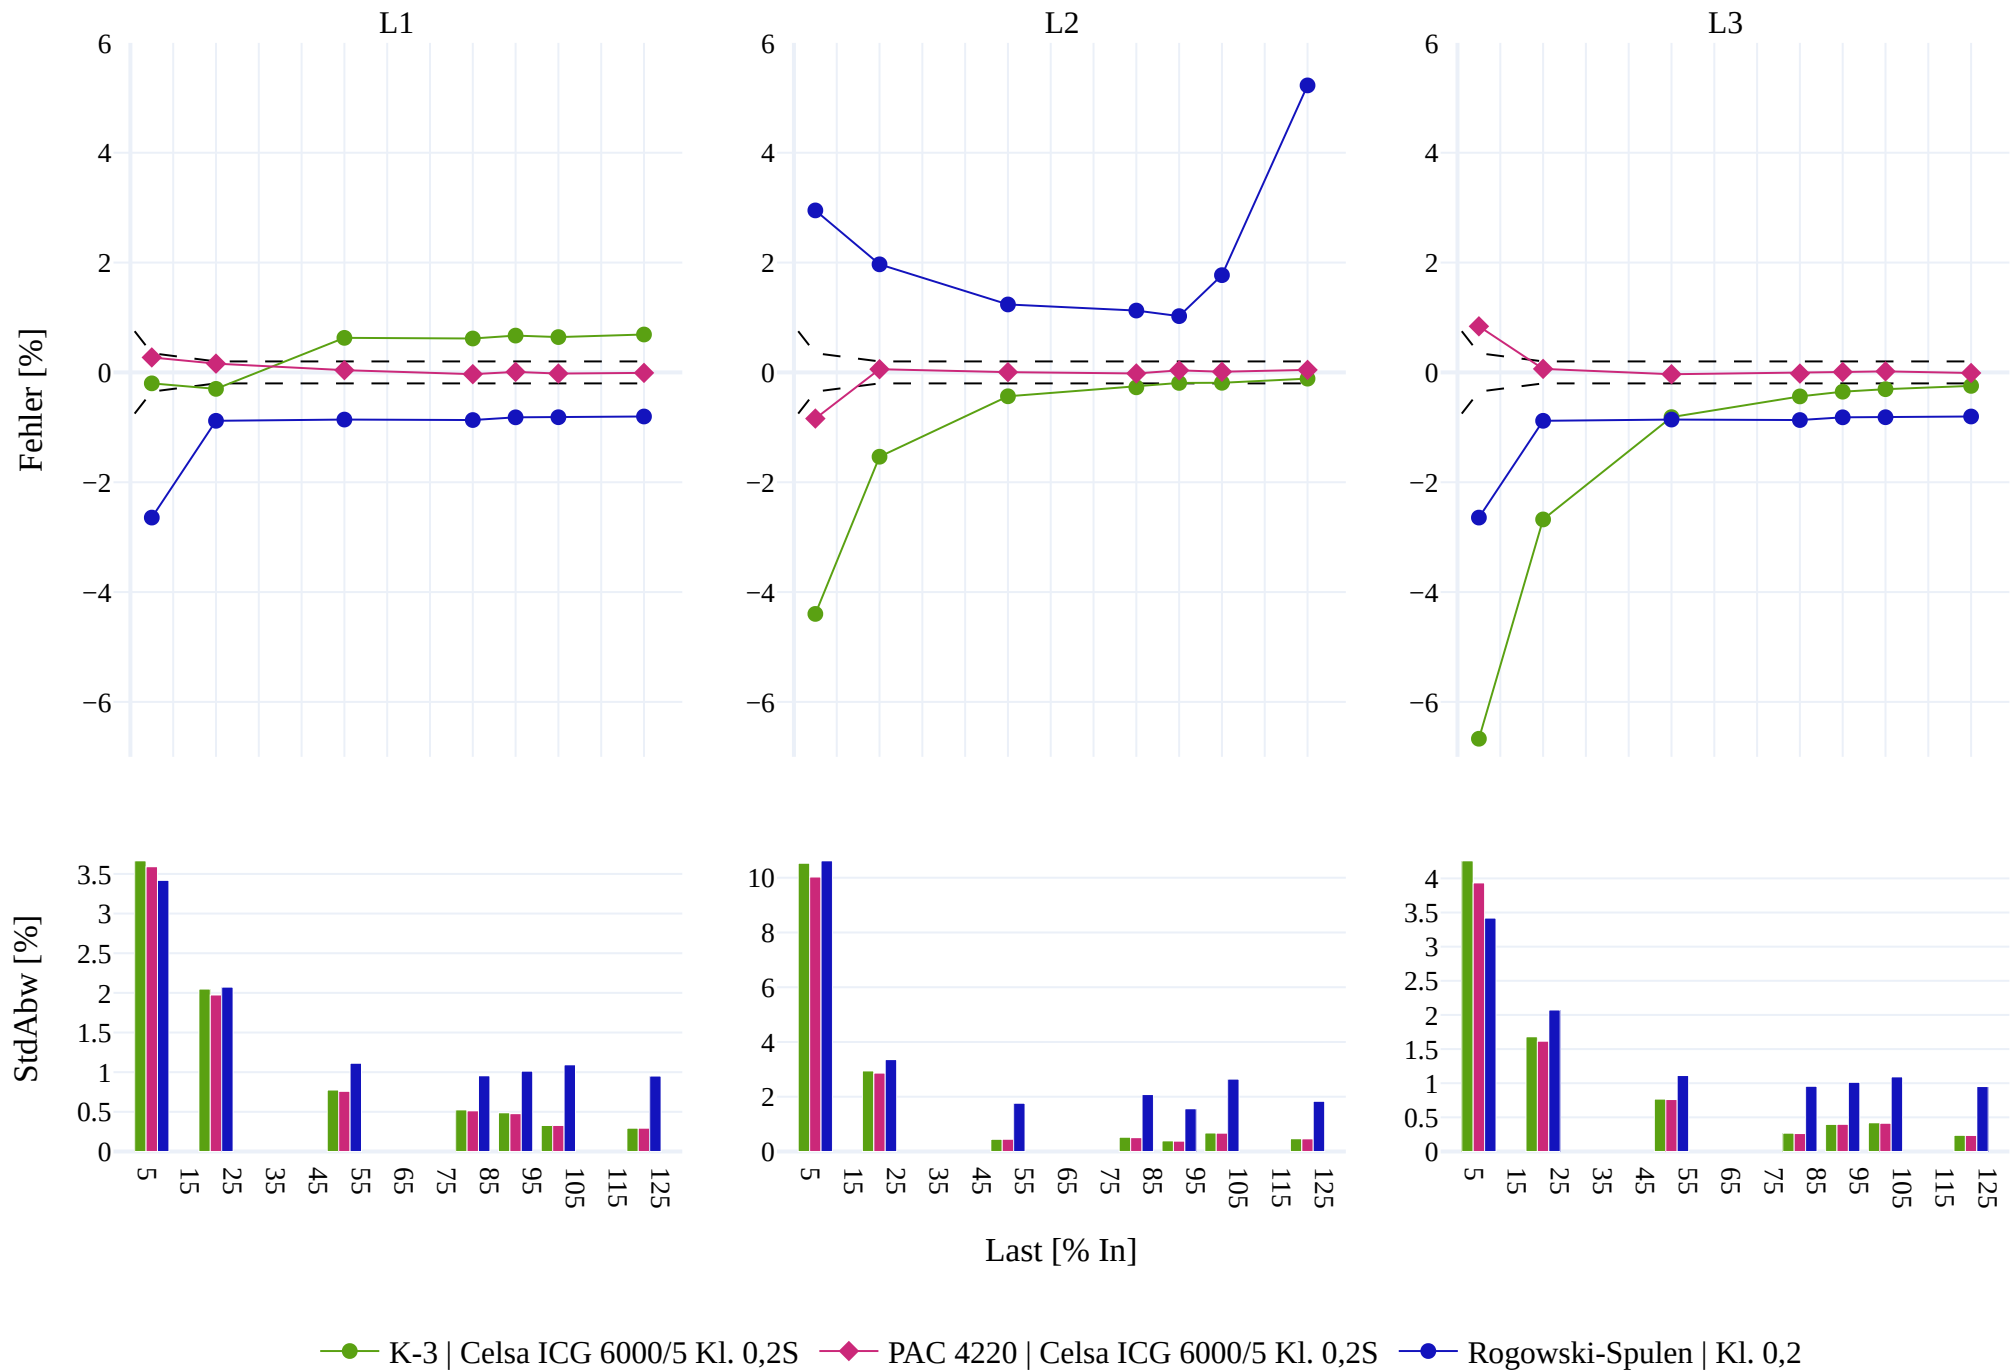 L1 L2 L3
6 6 6
4 4 4
2 2 2
0 0 0
−2 −2 −2
−4 −4 −4
−6 −6 −6
Fehler [%]
3.5 10 4
3 8 3.5
2.5 6 3
2 4 2.5
1.5 2 2
1 0 1.5
0.5 1
0 0.5
0
StdAbw [%]
5 15 25 35 45 55 65 75 85 95 105 115 125
5 15 25 35 45 55 65 75 85 95 105 115 125
5 15 25 35 45 55 65 75 85 95 105 115 125
Last [% In]
K-3 | Celsa ICG 6000/5 Kl. 0,2S PAC 4220 | Celsa ICG 6000/5 Kl. 0,2S Rogowski-Spulen | Kl. 0,2